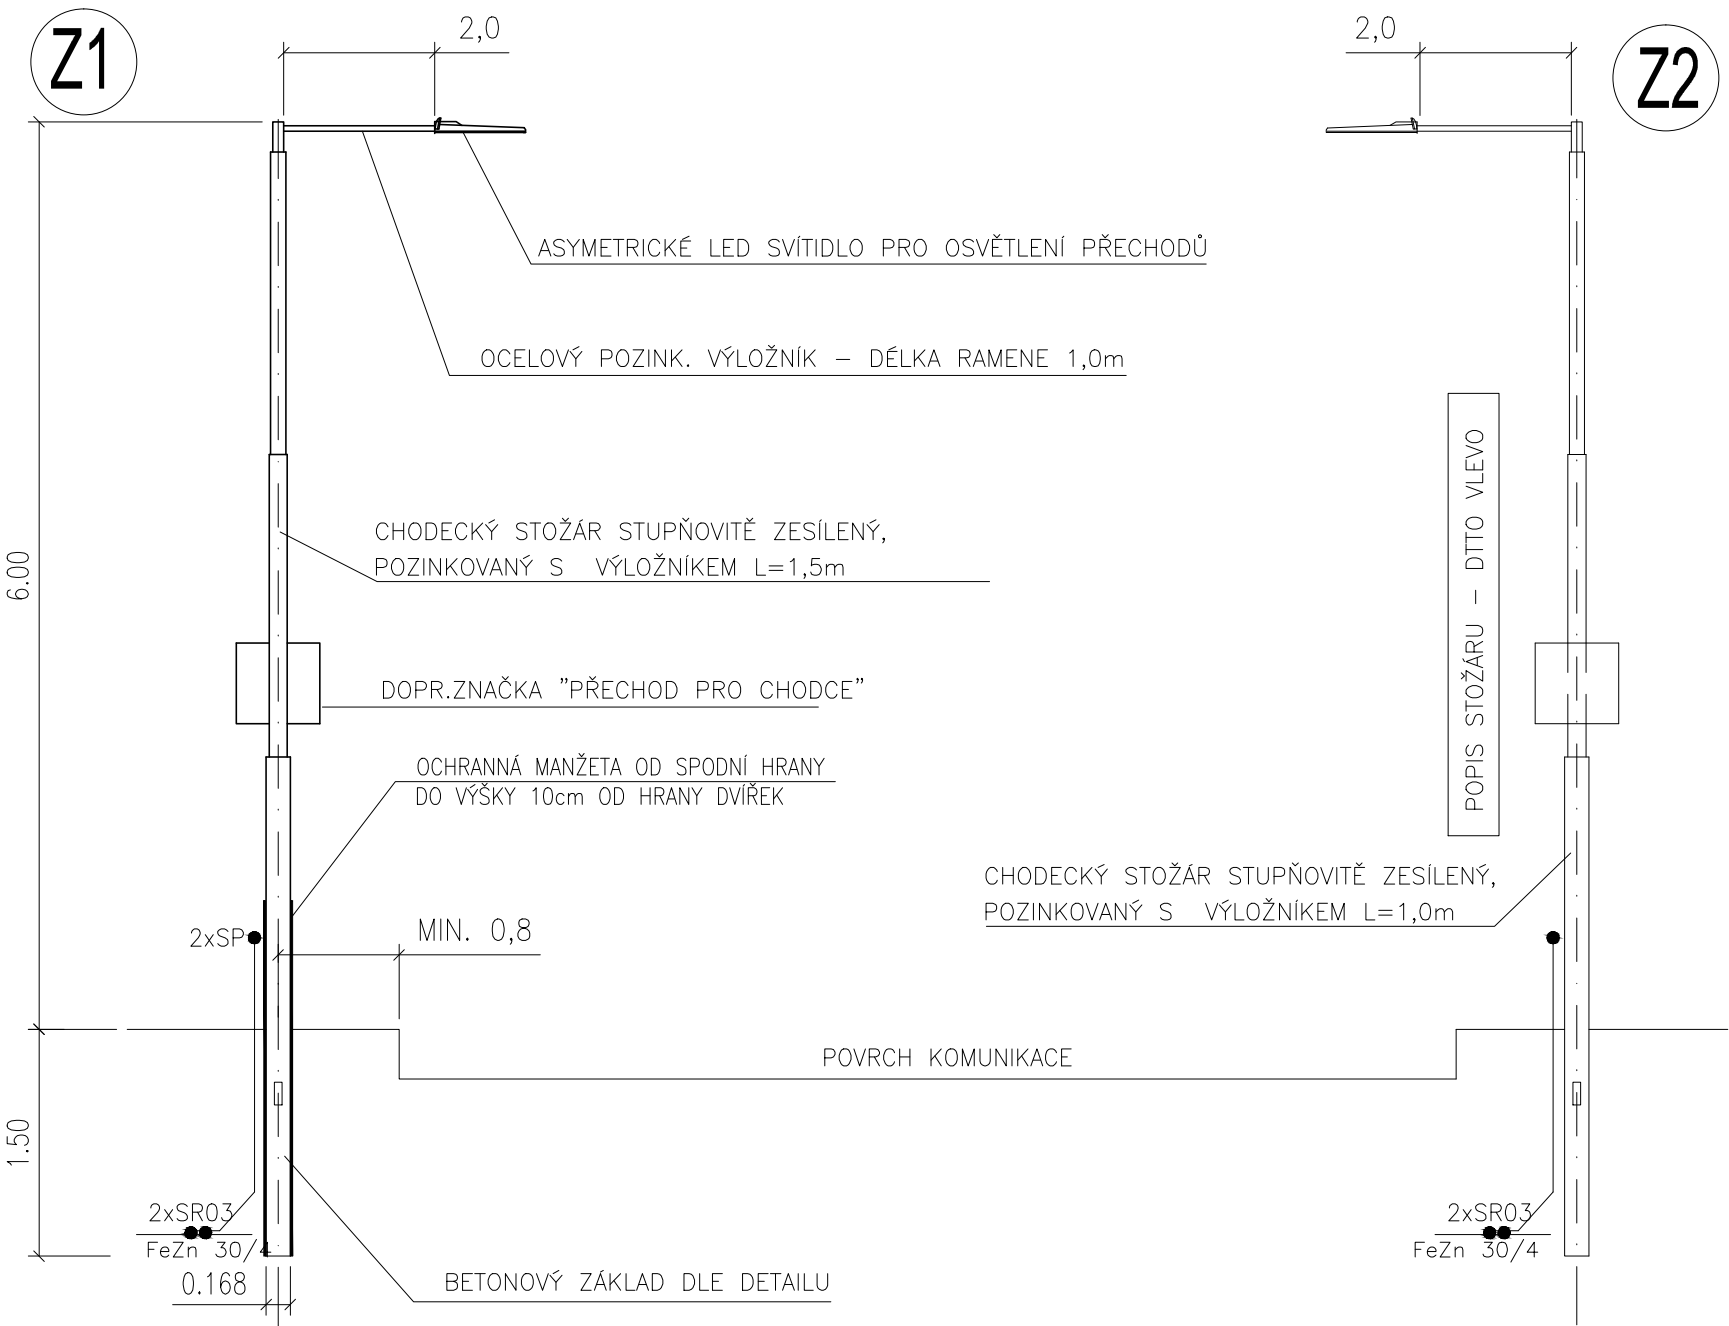 Z1
2,0
2,0
Z2
ASYMETRICKÉ LED SVÍTIDLO PRO OSVĚTLENÍ PŘECHODŮ
OCELOVÝ POZINK. VÝLOŽNÍK – DÉLKA RAMENE 1,0m
CHODECKÝ STOŽÁR STUPŇOVITĚ ZESÍLENÝ,
POZINKOVANÝ S VÝLOŽNÍKEM L=1,5m
6.00
POPIS STOŽÁRU – DTTO VLEVO
DOPR.ZNAČKA "PŘECHOD PRO CHODCE"
OCHRANNÁ MANŽETA OD SPODNÍ HRANY
DO VÝŠKY 10cm OD HRANY DVÍŘEK
CHODECKÝ STOŽÁR STUPŇOVITĚ ZESÍLENÝ,
POZINKOVANÝ S VÝLOŽNÍKEM L=1,0m
2xSP
MIN. 0,8
POVRCH KOMUNIKACE
1.50
2xSR03
FeZn 30/4
2xSR03
FeZn 30/4
0.168
BETONOVÝ ZÁKLAD DLE DETAILU